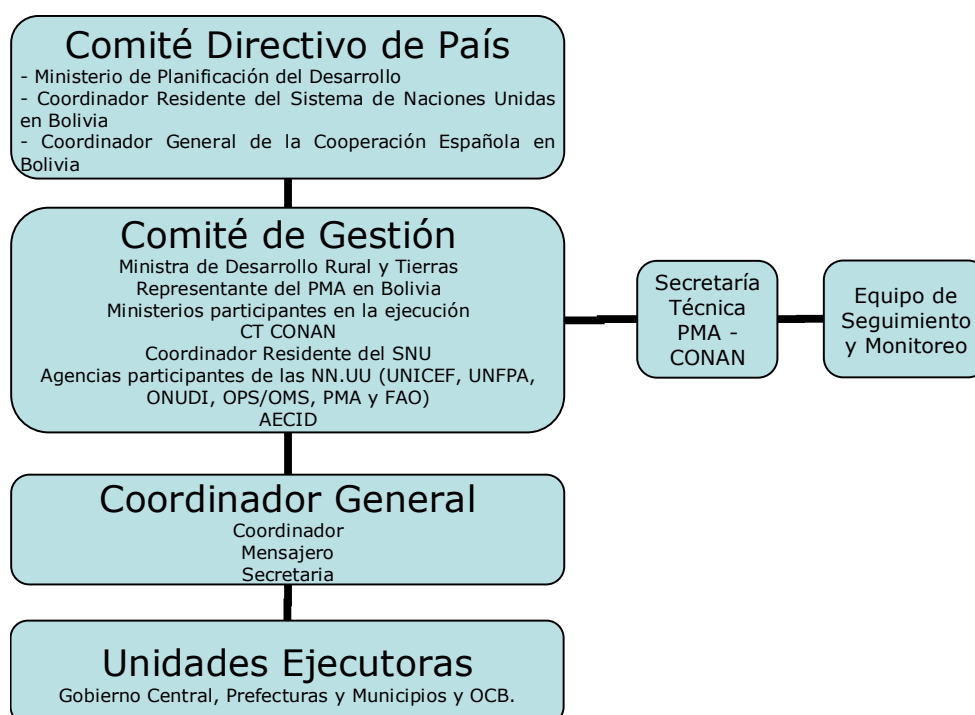 Comité Directivo de País
- Ministerio de Planificación del Desarrollo
- Coordinador Residente del Sistema de Naciones Unidas
en Bolivia
- Coordinador General de la Cooperación Española en
Bolivia
Comité de Gestión
Ministra de Desarrollo Rural y Tierras
Representante del PMA en Bolivia
Ministerios participantes en la ejecución
CT CONAN
Coordinador Residente del SNU
Agencias participantes de las NN.UU (UNICEF, UNFPA,
ONUDI, OPS/OMS, PMA y FAO)
AECID
Secretaría
Técnica
PMA -
CONAN
Equipo de
Seguimiento
y Monitoreo
Coordinador General
Coordinador
Mensajero
Secretaria
Unidades Ejecutoras
Gobierno Central, Prefecturas y Municipios y OCB.